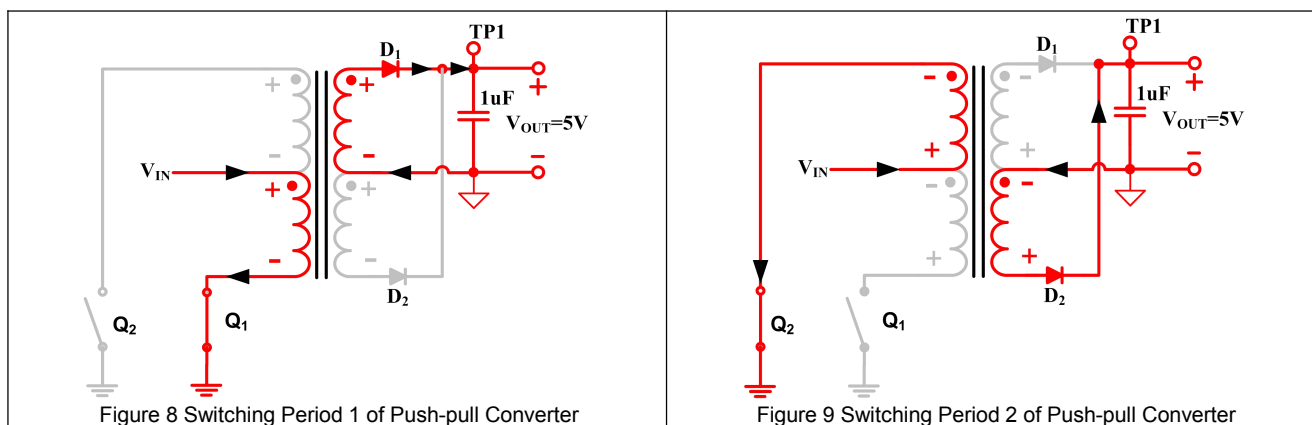 TP1
D1
+
+
+
1uF
VOUT=5V
-
-
-
VIN
+
+
-
-
D2
Q2
Q1
Figure 8 Switching Period 1 of Push-pull Converter
TP1
D1
-
-
+
1uF
VOUT=5V
+
+
-
VIN
-
-
+
+
D2
Q2
Q1
Figure 9 Switching Period 2 of Push-pull Converter